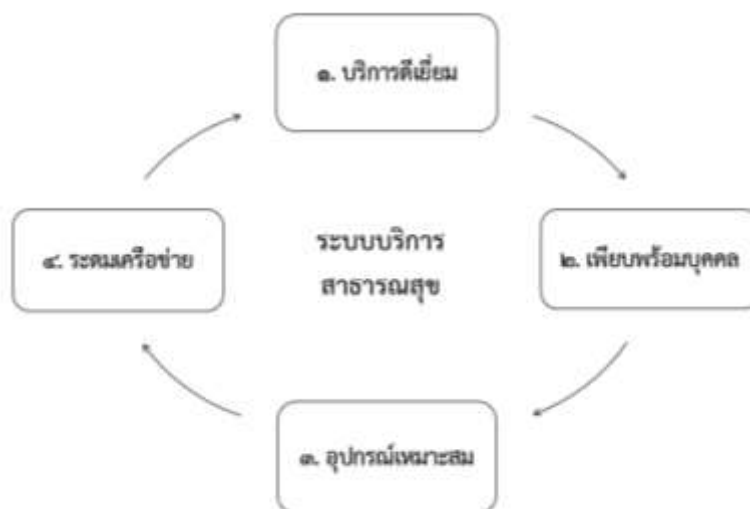 ๑. บริการดีเยี่ยม
๒. เพียบพร้อมบุคคล
๓. อุปกรณ์เหมาะสม
๔. ระดมเครือข่าย
ระบบบริการ
สาธารณสุข